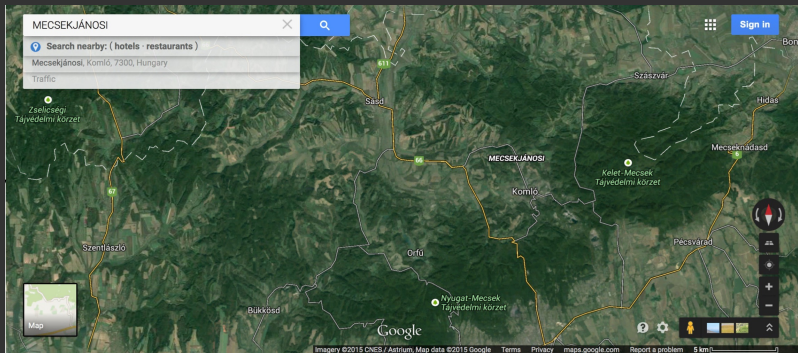 MECSEKJÁNOSI
Sign in
Search nearby: ( hotels · restaurants )
Mecsekjánosi, Komló, 7300, Hungary
Traffic
611
Bon
Szászvár
Hidas
Sásd
Zselicségi
Tájvédelmi körzet
Mecseknádasd
6
66
MECSEKJÁNOSI
Kelet-Mecsek
Tájvédelmi körzet
67
Komló
Szentlászló
Orfű
Pécsvárad
Nyugat-Mecsek
Tájvédelmi körzet
Bükkösd
Map
Google
Imagery ©2015 CNES / Astrium, Map data ©2015 Google Terms Privacy maps.google.com Report a problem 5 km